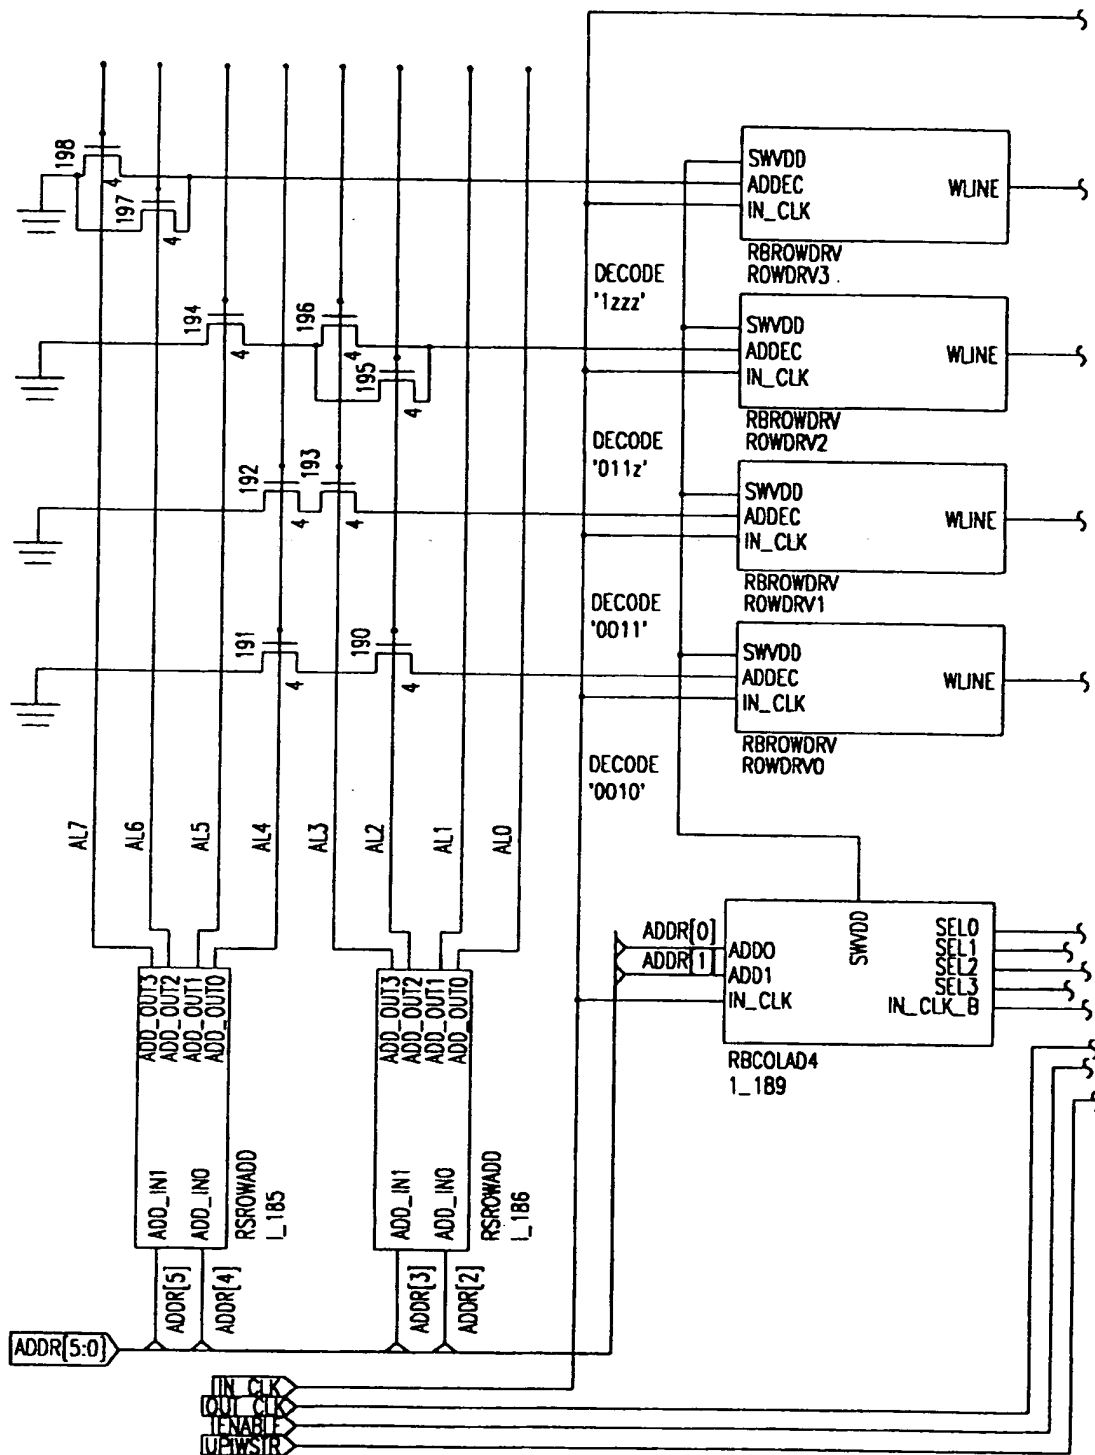 198
4
197
4
SWVDD
ADDEC
IN_CLK
WLINE
RBROWDRV
ROWDRV3
DECODE
'1zzz'
194
4
196
4
195
4
SWVDD
ADDEC
IN_CLK
WLINE
RBROWDRV
ROWDRV2
DECODE
'011z'
192
4
193
4
SWVDD
ADDEC
IN_CLK
WLINE
RBROWDRV
ROWDRV1
DECODE
'0011'
191
4
190
4
SWVDD
ADDEC
IN_CLK
WLINE
RBROWDRV
ROWDRV0
DECODE
'0010'
AL7
AL6
AL5
AL4
AL3
AL2
AL1
AL0
ADDR[0]
ADDR[1]
ADD0
ADD1
IN_CLK
SWVDD
SEL0
SEL1
SEL2
SEL3
IN_CLK_B
RBCOLAD4
1_189
ADD_OUT3
ADD_OUT2
ADD_OUT1
ADD_OUT0
ADD_IN1
ADD_IN0
RSROWADD
I_185
ADD_OUT3
ADD_OUT2
ADD_OUT1
ADD_OUT0
ADD_IN1
ADD_IN0
RSROWADD
I_186
ADDR[5]
ADDR[4]
ADDR[3]
ADDR[2]
ADDR[5:0]
IN_CLK
OUT_CLK
ENABLE
UPIWSTR